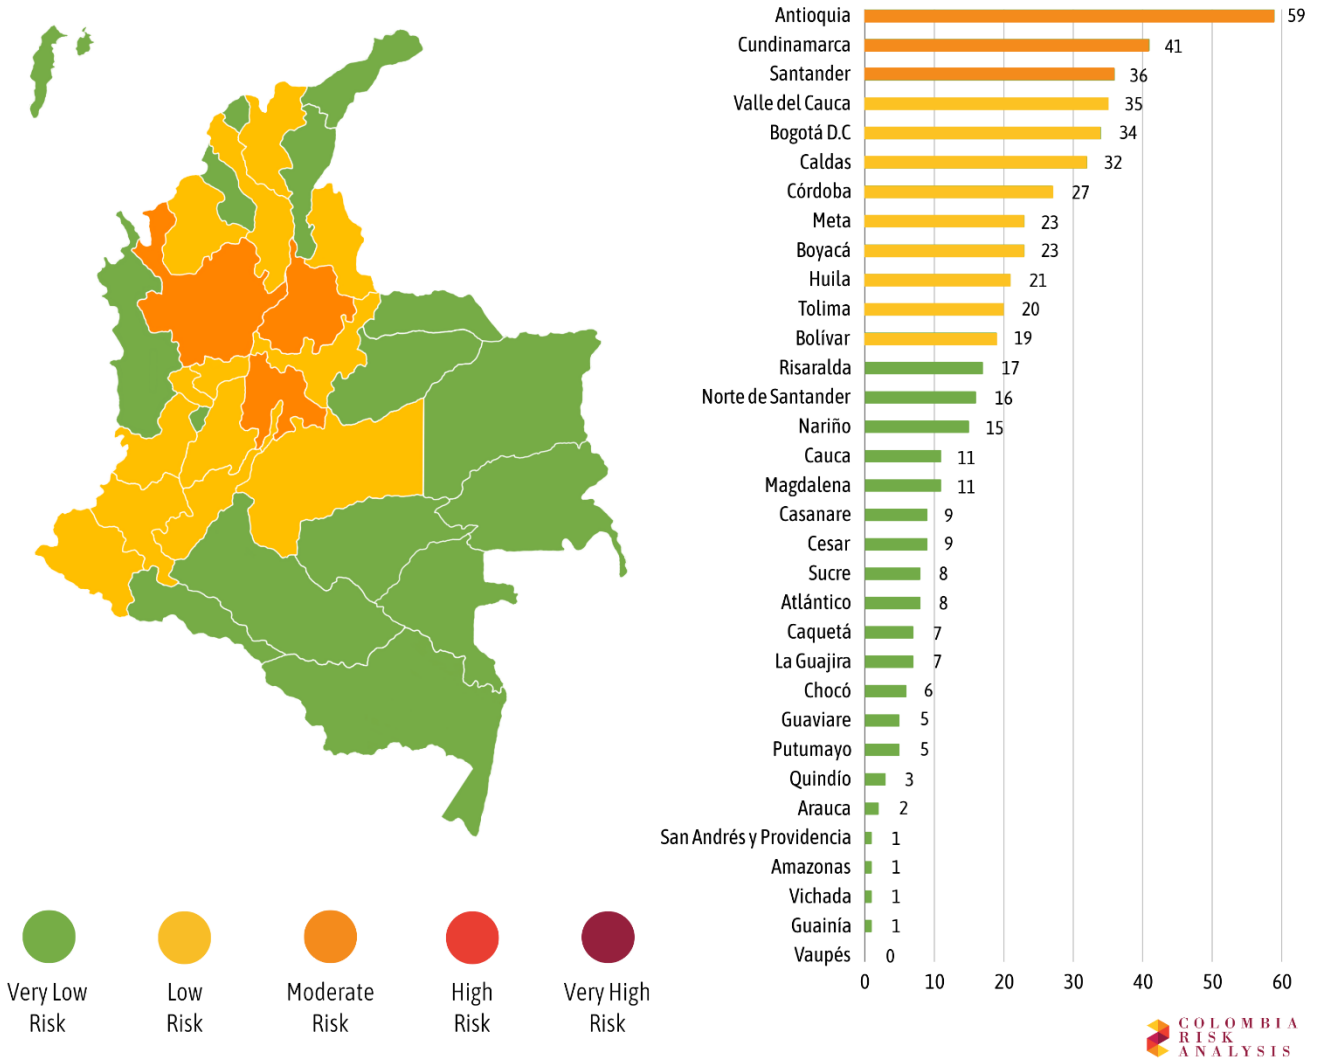 Antioquia 59
Cundinamarca 41
Santander 36
Valle del Cauca 35
Bogotá D.C 34
Caldas 32
Córdoba 27
Meta 23
Boyacá 23
Huila 21
Tolima 20
Bolívar 19
Risaralda 17
Norte de Santander 16
Nariño 15
Cauca 11
Magdalena 11
Casanare 9
Cesar 9
Sucre 8
Atlántico 8
Caquetá 7
La Guajira 7
Chocó 6
Guaviare 5
Putumayo 5
Quindío 3
Arauca 2
San Andrés y Providencia 1
Amazonas 1
Vichada 1
Guainía 1
Vaupés 0
0 10 20 30 40 50 60
Very Low Risk
Low Risk
Moderate Risk
High Risk
Very High Risk
COLOMBIA
RISK
ANALYSIS